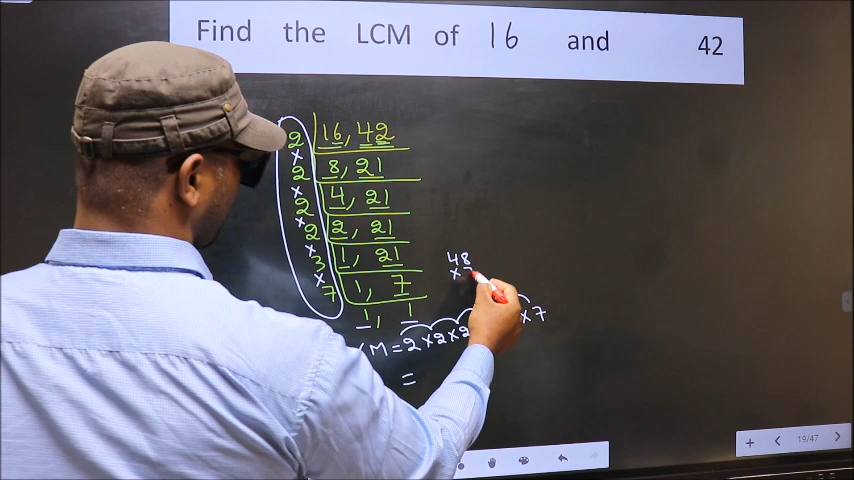 Find the LCM of 16 and 42
2 16, 42
×
2 8, 21
×
2 4, 21
×
2 2, 21
×
3 1, 21
×
7 1, 7
1, 1
M = 2 × 2 × 2 × 7
=
48
×
19/47